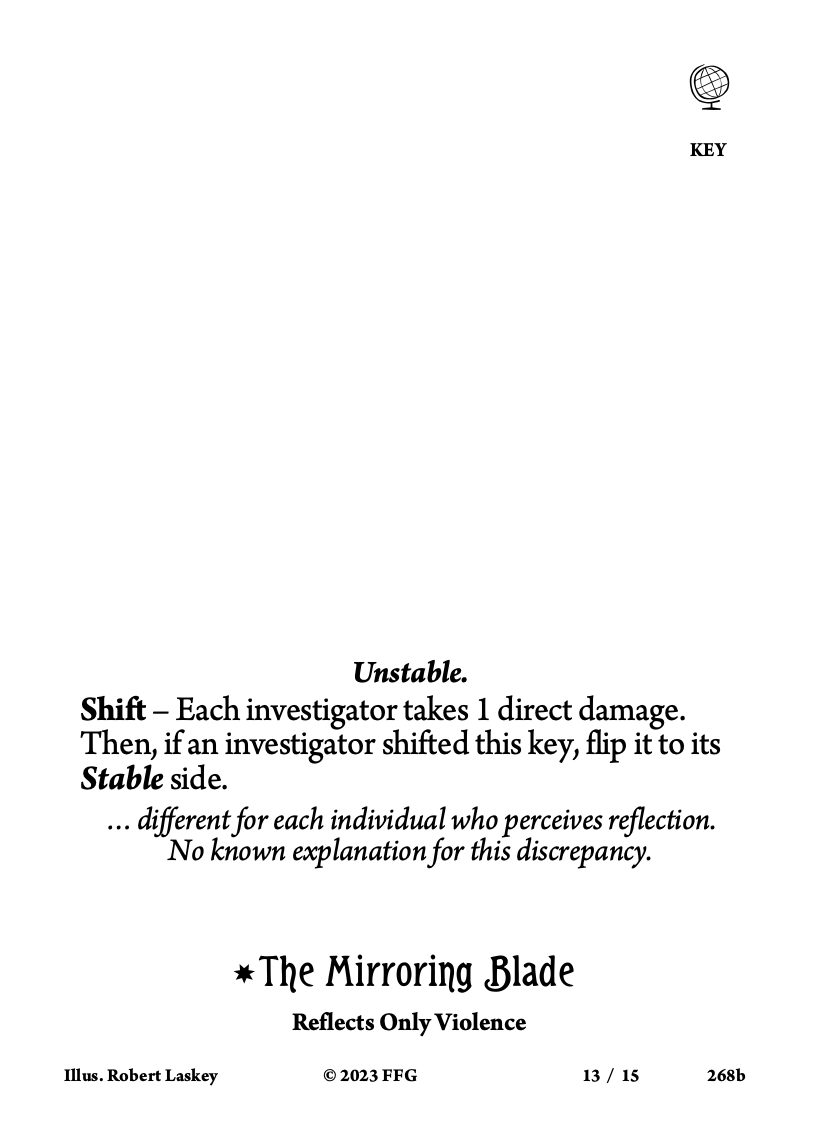 KEY
Unstable.
Shift – Each investigator takes 1 direct damage.
Then, if an investigator shifted this key, flip it to its
Stable side.
… different for each individual who perceives reflection.
No known explanation for this discrepancy.
✷The Mirroring Blade
Reflects Only Violence
Illus. Robert Laskey © 2023 FFG 13 / 15 268b